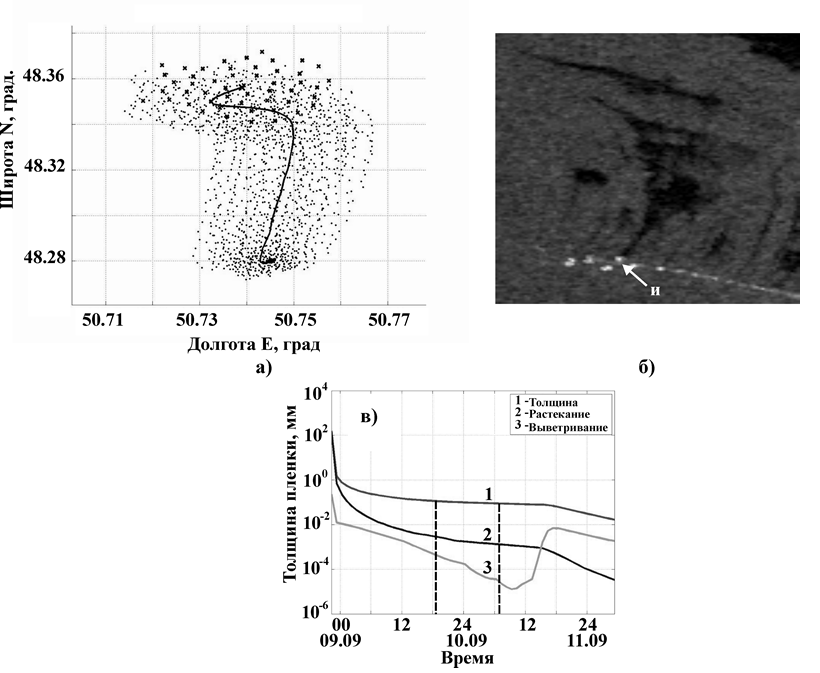 48.36
48.32
48.28
Широта N, град.
50.71 50.73 50.75 50.77
Долгота Е, град
а)
и
б)
в)
1 -Толщина
2 -Растекание
3 -Выветривание
10⁴
10²
10⁰
10⁻²
10⁻⁴
10⁻⁶
Толщина пленки, мм
1
2
3
00 12 24 12 24
09.09 10.09 11.09
Время